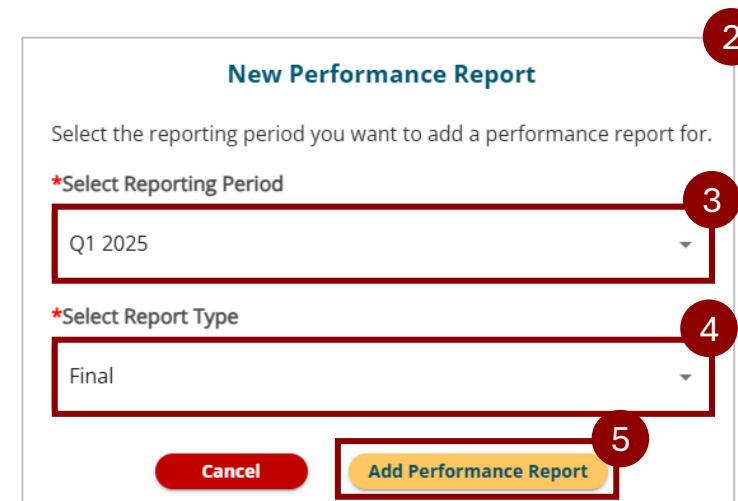 2
New Performance Report
Select the reporting period you want to add a performance report for.
*Select Reporting Period
3
Q1 2025
*Select Report Type
4
Final
5
Cancel
Add Performance Report